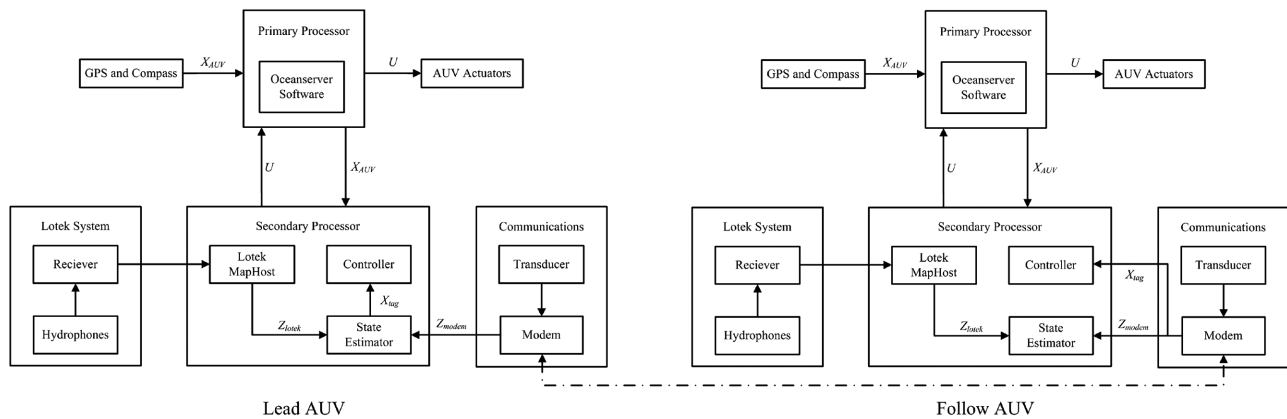 Primary Processor
GPS and Compass
X_AUV
Oceanserver
Software
U
AUV Actuators
U
X_AUV
Lotek System
Reciever
Hydrophones
Secondary Processor
Lotek
MapHost
Controller
X_tag
Z_lotek
State
Estimator
Z_modem
Communications
Transducer
Modem
Lead AUV
Primary Processor
GPS and Compass
X_AUV
Oceanserver
Software
U
AUV Actuators
U
X_AUV
Lotek System
Reciever
Hydrophones
Secondary Processor
Lotek
MapHost
Controller
X_tag
Z_lotek
State
Estimator
Z_modem
Communications
Transducer
Modem
Follow AUV